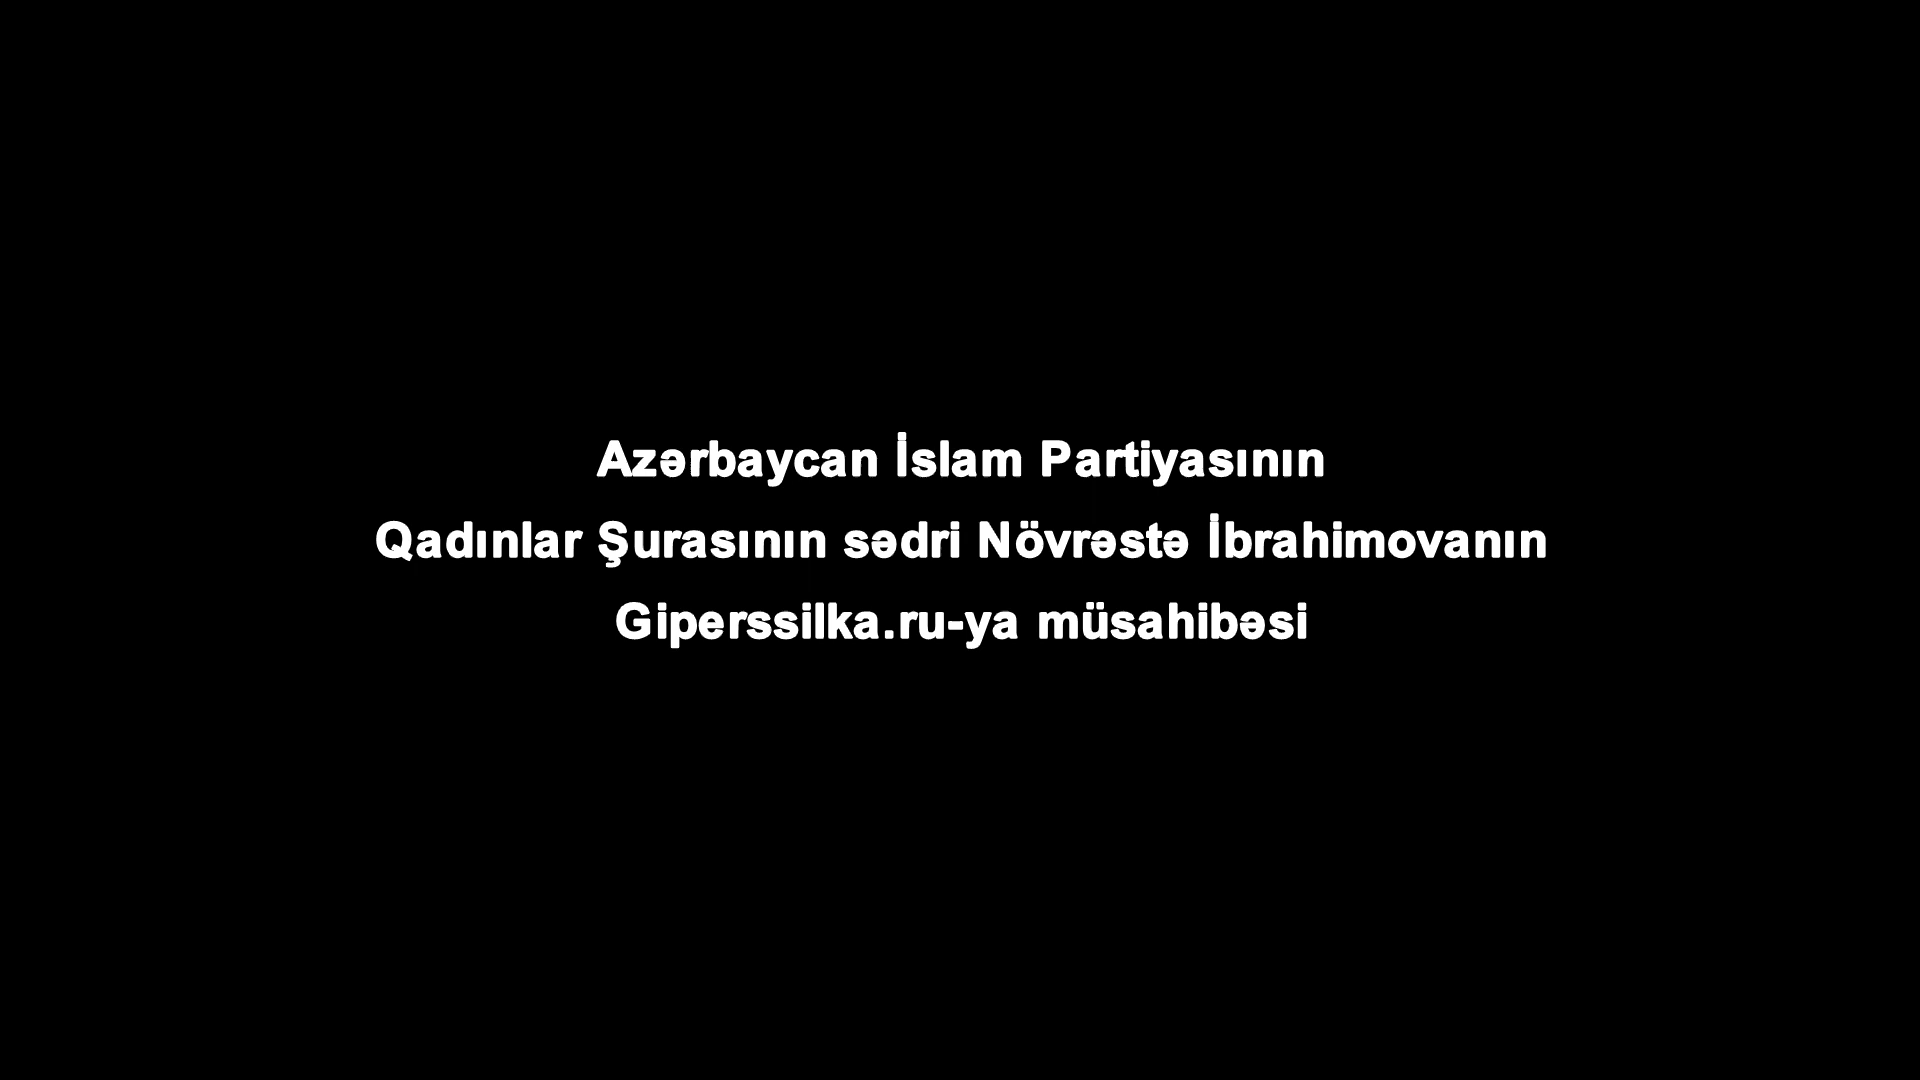 Azərbaycan İslam Partiyasının
Qadınlar Şurasının sədri Növrəstə İbrahimovanın
Giperssilka.ru-ya müsahibəsi